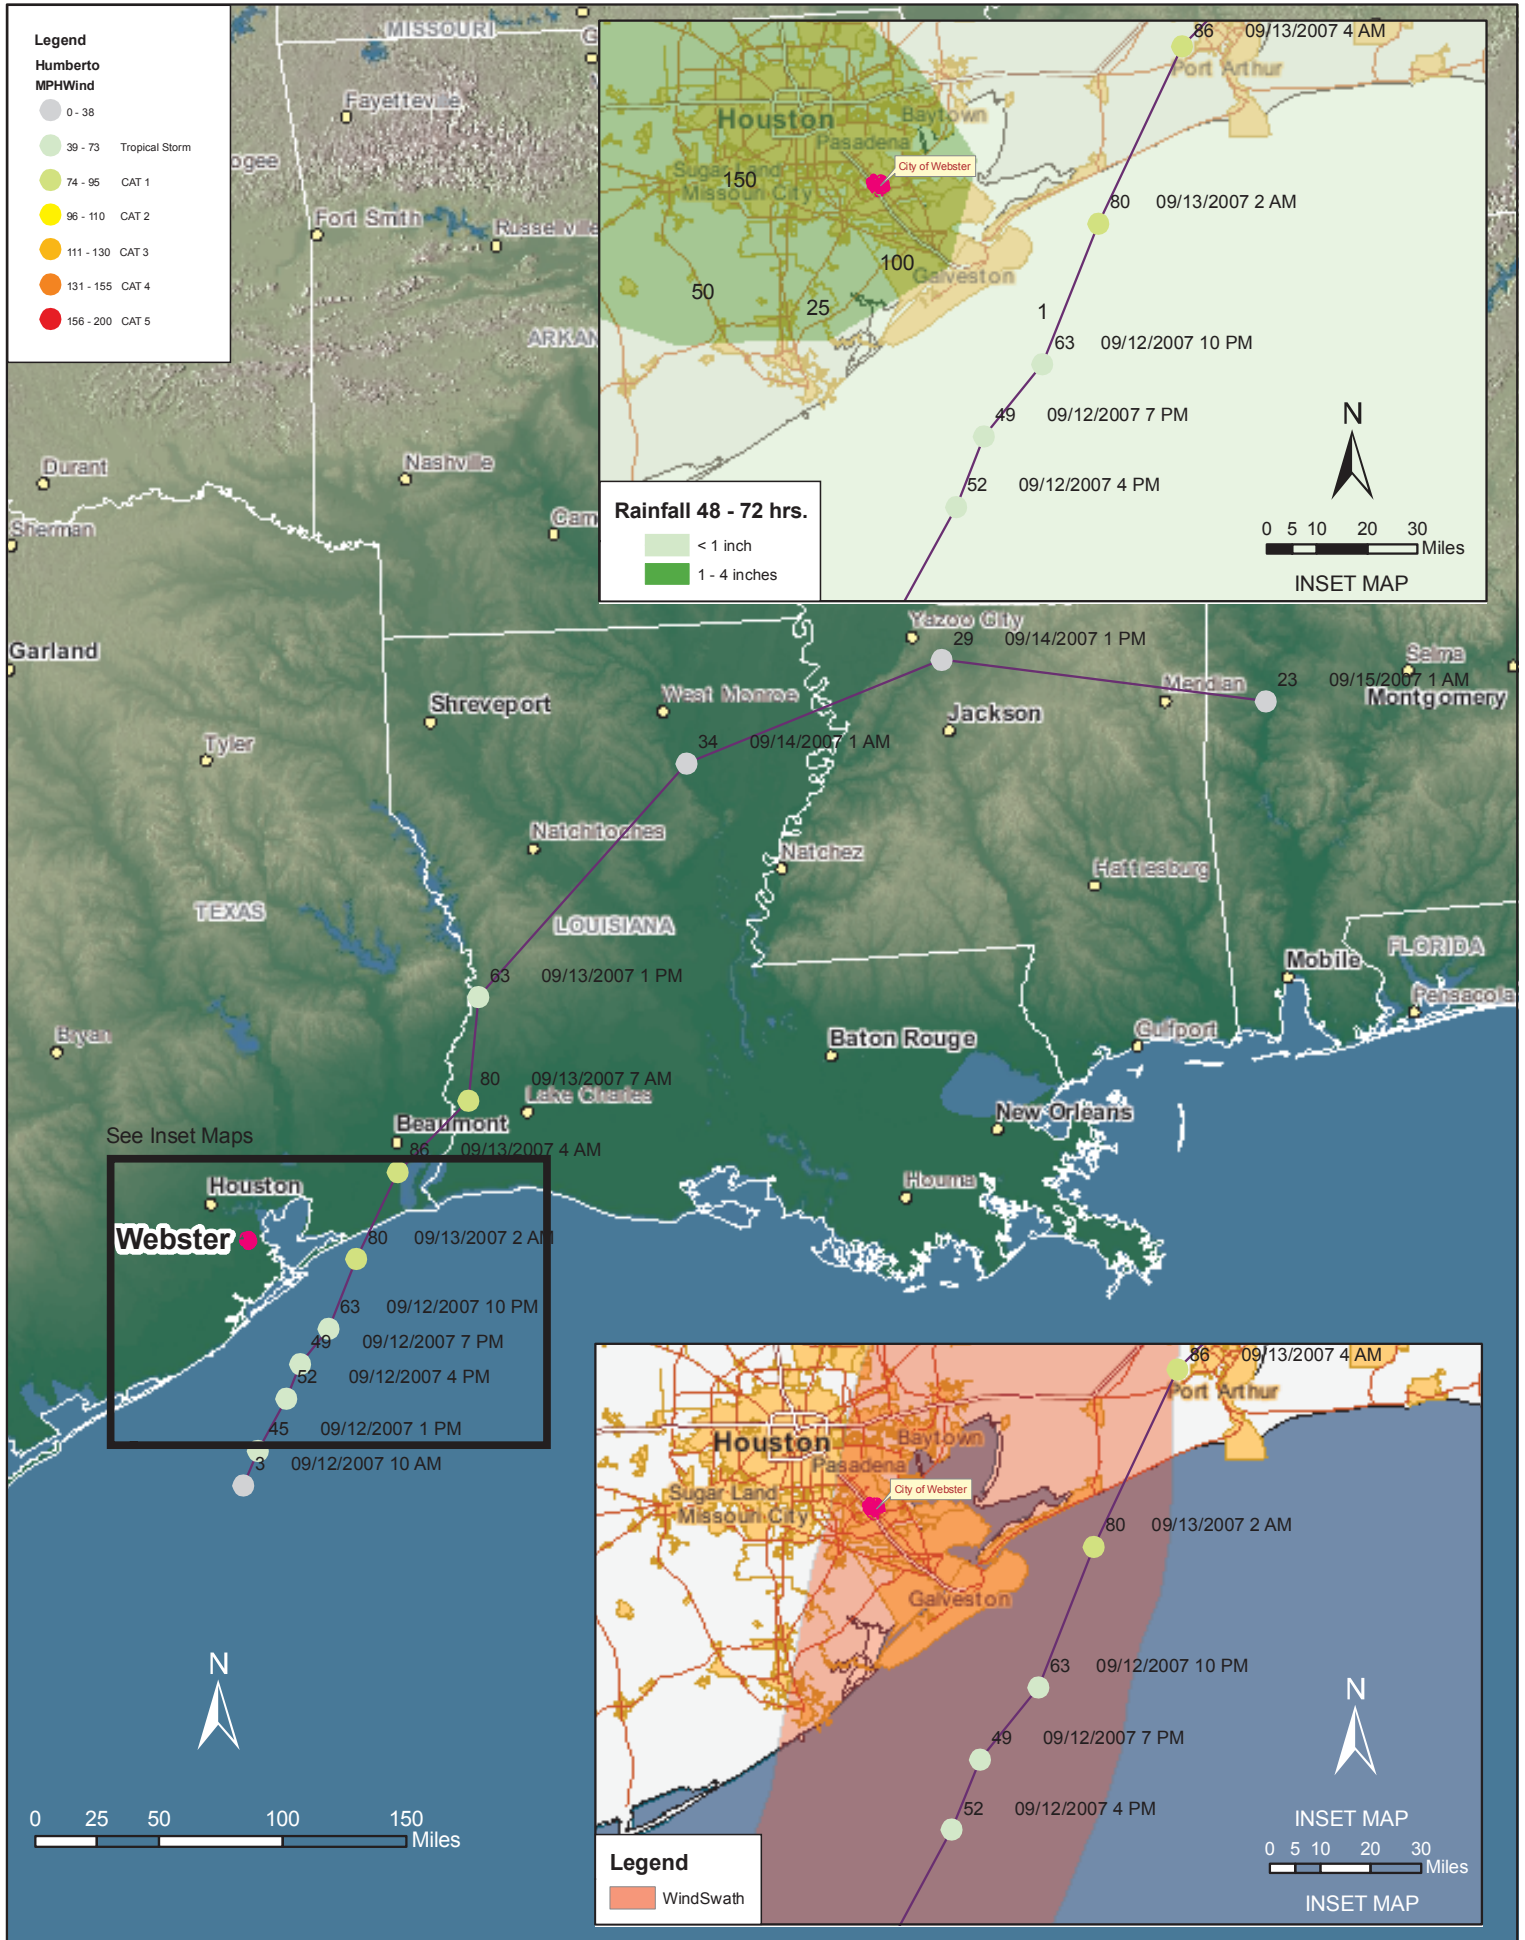 Legend
Humberto
MPHWind
0 - 38
39 - 73 Tropical Storm
74 - 95 CAT 1
96 - 110 CAT 2
111 - 130 CAT 3
131 - 155 CAT 4
156 - 200 CAT 5
MISSOURI
Fayetteville
ogee
Fort Smith
Russellville
ARKAN
Durant
Nashville
Sherman
Cam
Garland
86 09/13/2007 4 AM
Port Arthur
Houston
Baytown
Pasadena
City of Webster
Sugar Land
150
Missouri City
80 09/13/2007 2 AM
100
Galveston
50
25
1
63 09/12/2007 10 PM
49 09/12/2007 7 PM
52 09/12/2007 4 PM
N
Rainfall 48 - 72 hrs.
< 1 inch
1 - 4 inches
0 5 10 20 30
Miles
INSET MAP
Yazoo City
29 09/14/2007 1 PM
Selma
Meridian
23 09/15/2007 1 AM
Montgomery
Shreveport
West Monroe
Jackson
Tyler
34 09/14/2007 1 AM
Natchitoches
Natchez
Hattiesburg
TEXAS
LOUISIANA
FLORIDA
Mobile
63 09/13/2007 1 PM
Pensacola
Bryan
Baton Rouge
Gulfport
80 09/13/2007 7 AM
Lake Charles
Beaumont
New Orleans
See Inset Maps
86 09/13/2007 4 AM
Houston
Houma
Webster
80 09/13/2007 2 AM
63 09/12/2007 10 PM
49 09/12/2007 7 PM
52 09/12/2007 4 PM
45 09/12/2007 1 PM
3 09/12/2007 10 AM
N
0 25 50 100 150
Miles
86 09/13/2007 4 AM
Port Arthur
Houston
Baytown
Pasadena
City of Webster
Sugar Land
Missouri City
80 09/13/2007 2 AM
Galveston
63 09/12/2007 10 PM
49 09/12/2007 7 PM
52 09/12/2007 4 PM
N
INSET MAP
0 5 10 20 30
Miles
INSET MAP
Legend
WindSwath